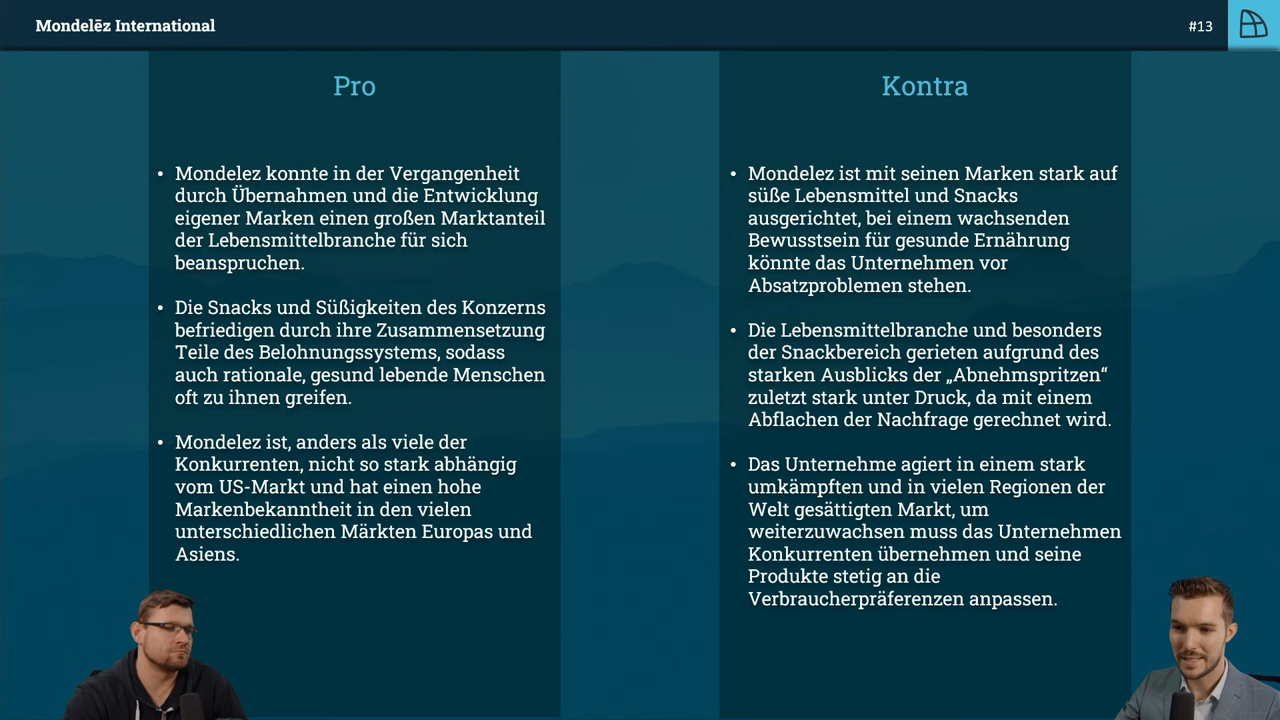 Mondelēz International
#13
Pro
• Mondelez konnte in der Vergangenheit
durch Übernahmen und die Entwicklung
eigener Marken einen großen Marktanteil
der Lebensmittelbranche für sich
beanspruchen.
• Die Snacks und Süßigkeiten des Konzerns
befriedigen durch ihre Zusammensetzung
Teile des Belohnungssystems, sodass
auch rationale, gesund lebende Menschen
oft zu ihnen greifen.
• Mondelez ist, anders als viele der
Konkurrenten, nicht so stark abhängig
vom US-Markt und hat einen hohe
Markenbekanntheit in den vielen
unterschiedlichen Märkten Europas und
Asiens.
Kontra
• Mondelez ist mit seinen Marken stark auf
süße Lebensmittel und Snacks
ausgerichtet, bei einem wachsenden
Bewusstsein für gesunde Ernährung
könnte das Unternehmen vor
Absatzproblemen stehen.
• Die Lebensmittelbranche und besonders
der Snackbereich gerieten aufgrund des
starken Ausblicks der „Abnehmspritzen“
zuletzt stark unter Druck, da mit einem
Abflachen der Nachfrage gerechnet wird.
• Das Unternehme agiert in einem stark
umkämpften und in vielen Regionen der
Welt gesättigten Markt, um
weiterzuwachsen muss das Unternehmen
Konkurrenten übernehmen und seine
Produkte stetig an die
Verbraucherpräferenzen anpassen.